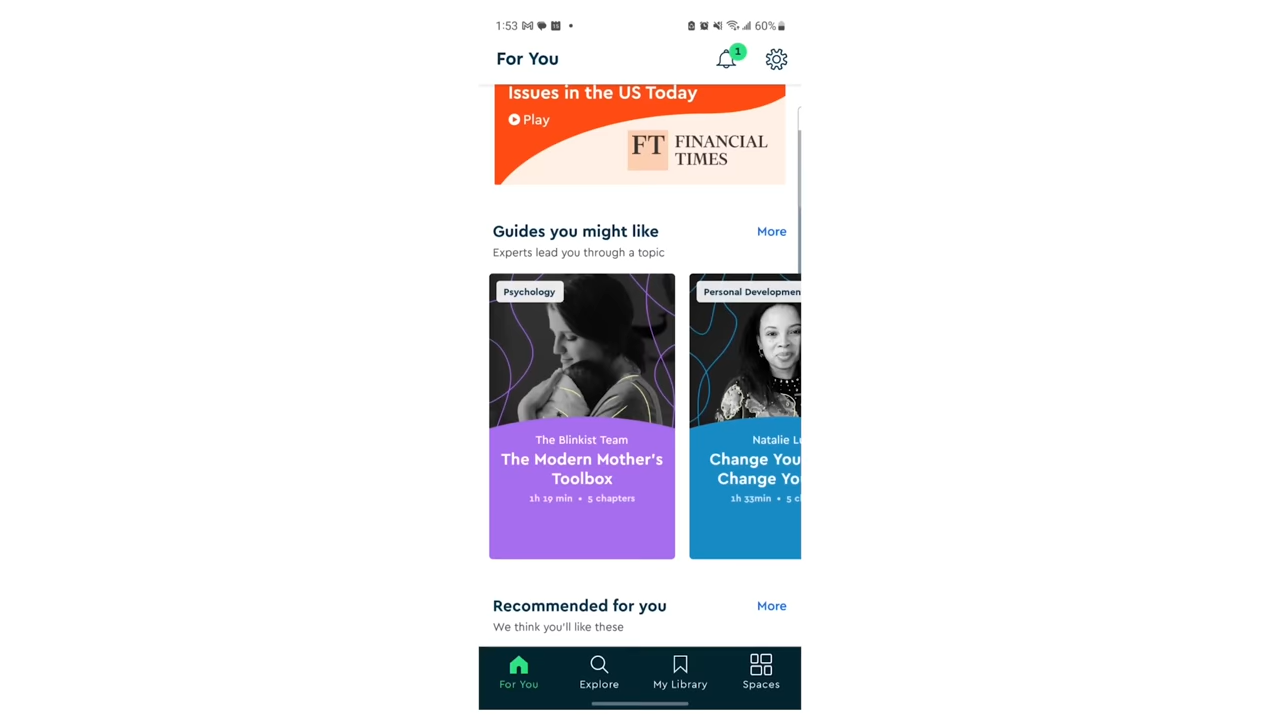 1:53
60%
For You
1
Issues in the US Today
Play
FT FINANCIAL
TIMES
Guides you might like
More
Experts lead you through a topic
Psychology
The Blinkist Team
The Modern Mother's
Toolbox
1h 19 min • 5 chapters
Personal Developmen
Natalie Lu
Change You
Change Yo
1h 33min • 5 c
Recommended for you
More
We think you'll like these
For You
Explore
My Library
Spaces